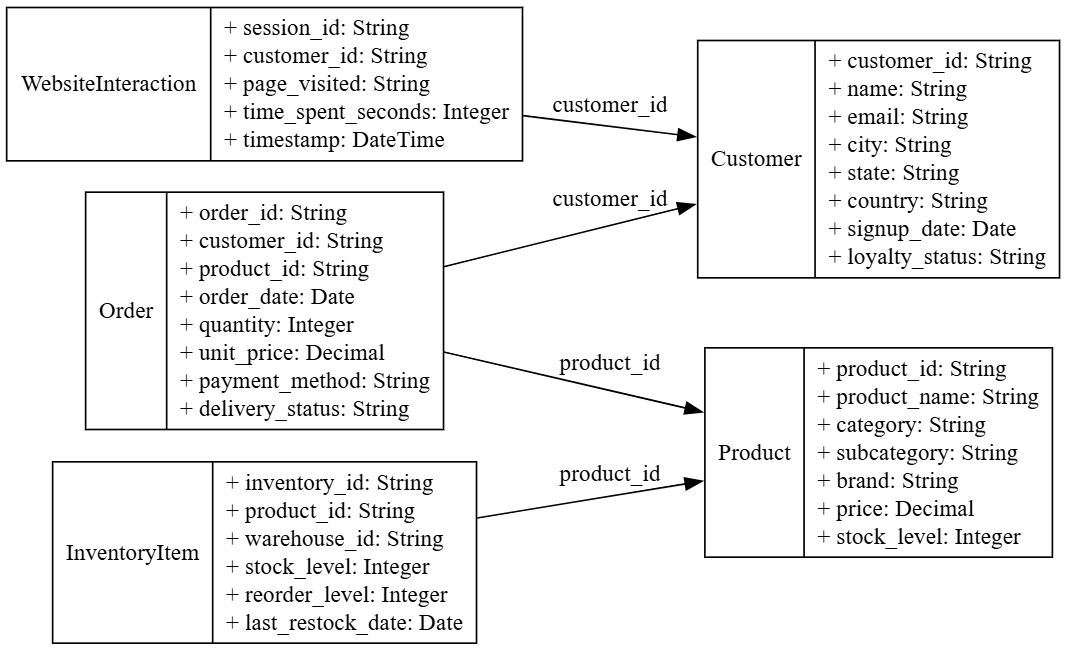 WebsiteInteraction
+ session_id: String
+ customer_id: String
+ page_visited: String
+ time_spent_seconds: Integer
+ timestamp: DateTime
customer_id
Order
+ order_id: String
+ customer_id: String
+ product_id: String
+ order_date: Date
+ quantity: Integer
+ unit_price: Decimal
+ payment_method: String
+ delivery_status: String
customer_id
product_id
InventoryItem
+ inventory_id: String
+ product_id: String
+ warehouse_id: String
+ stock_level: Integer
+ reorder_level: Integer
+ last_restock_date: Date
product_id
Customer
+ customer_id: String
+ name: String
+ email: String
+ city: String
+ state: String
+ country: String
+ signup_date: Date
+ loyalty_status: String
Product
+ product_id: String
+ product_name: String
+ category: String
+ subcategory: String
+ brand: String
+ price: Decimal
+ stock_level: Integer